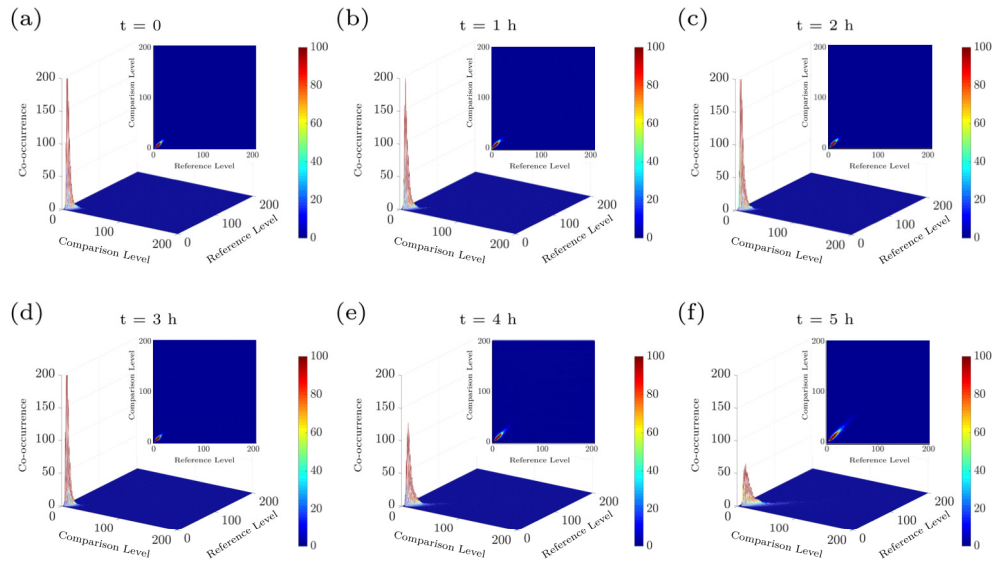 (a) t = 0
200
150
100
50
0
Co-occurrence
0 100 200
Comparison Level
0 100 200
Reference Level
200
100
0
Comparison Level
0 100 200
Reference Level
100
80
60
40
20
0
(b) t = 1 h
200
150
100
50
0
Co-occurrence
0 100 200
Comparison Level
0 100 200
Reference Level
200
100
0
Comparison Level
0 100 200
Reference Level
100
80
60
40
20
0
(c) t = 2 h
200
150
100
50
0
Co-occurrence
0 100 200
Comparison Level
0 100 200
Reference Level
200
100
0
Comparison Level
0 100 200
Reference Level
100
80
60
40
20
0
(d) t = 3 h
200
150
100
50
0
Co-occurrence
0 100 200
Comparison Level
0 100 200
Reference Level
200
100
0
Comparison Level
0 100 200
Reference Level
100
80
60
40
20
0
(e) t = 4 h
200
150
100
50
0
Co-occurrence
0 100 200
Comparison Level
0 100 200
Reference Level
200
100
0
Comparison Level
0 100 200
Reference Level
100
80
60
40
20
0
(f) t = 5 h
200
150
100
50
0
Co-occurrence
0 100 200
Comparison Level
0 100 200
Reference Level
200
100
0
Comparison Level
0 100 200
Reference Level
100
80
60
40
20
0